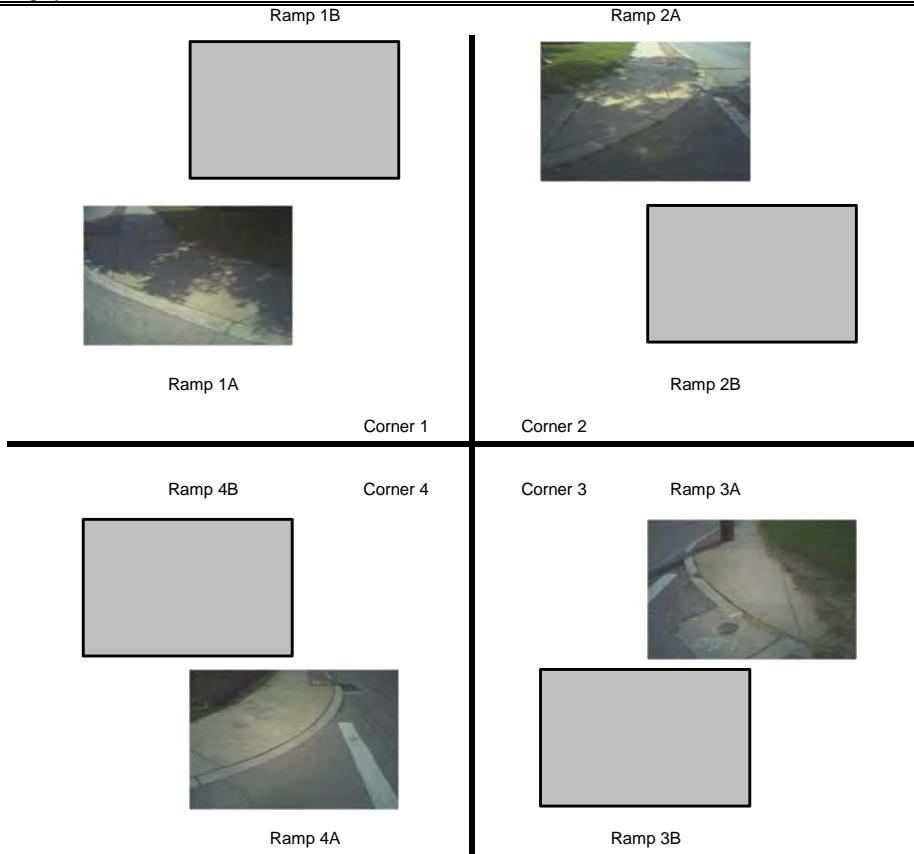 Ramp 1B
Ramp 2A
Ramp 1A
Ramp 2B
Corner 1
Corner 2
Ramp 4B
Corner 4
Corner 3
Ramp 3A
Ramp 4A
Ramp 3B